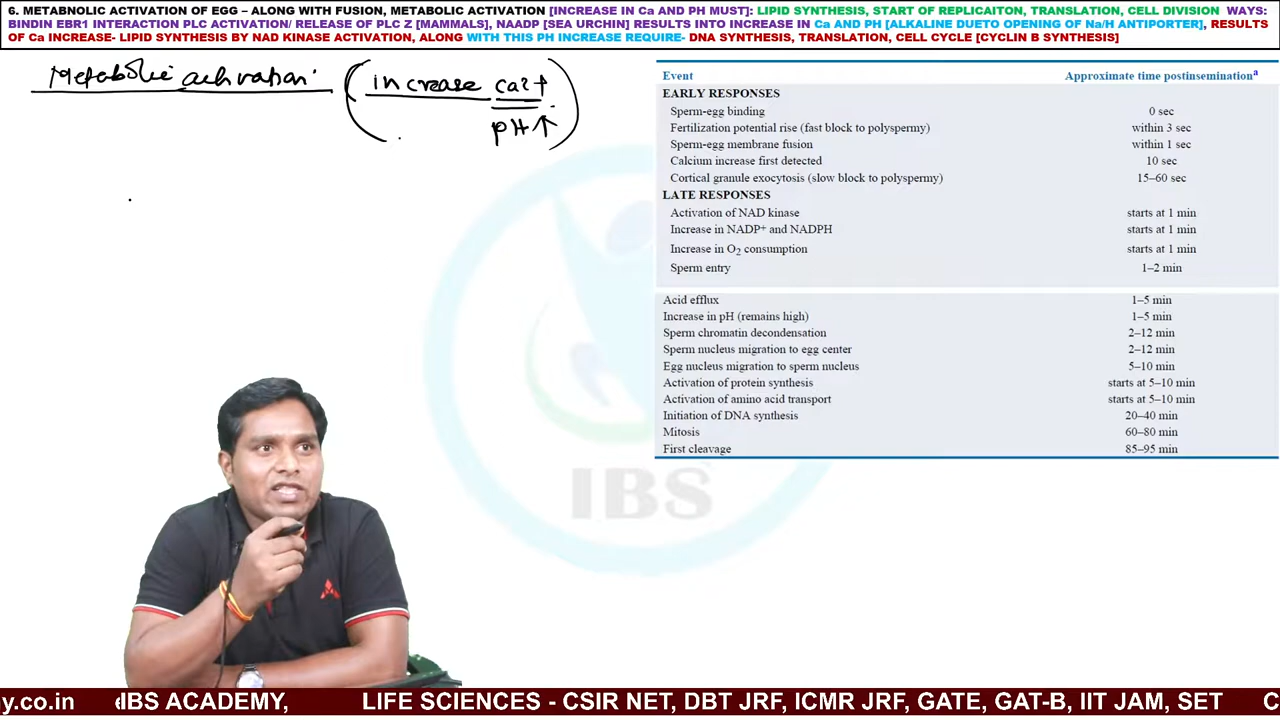 6. METABNOLIC ACTIVATION OF EGG – ALONG WITH FUSION, METABOLIC ACTIVATION [INCREASE IN Ca AND PH MUST]: LIPID SYNTHESIS, START OF REPLICAITON, TRANSLATION, CELL DIVISION WAYS:
BINDIN EBR1 INTERACTION PLC ACTIVATION/ RELEASE OF PLC Z [MAMMALS], NAADP [SEA URCHIN] RESULTS INTO INCREASE IN Ca AND PH [ALKALINE DUETO OPENING OF Na/H ANTIPORTER], RESULTS
OF Ca INCREASE- LIPID SYNTHESIS BY NAD KINASE ACTIVATION, ALONG WITH THIS PH INCREASE REQUIRE- DNA SYNTHESIS, TRANSLATION, CELL CYCLE [CYCLIN B SYNTHESIS]
Metabolic activation (increase ca2+
pH ↑)
Event Approximate time postinseminationᵃ
EARLY RESPONSES
Sperm-egg binding 0 sec
Fertilization potential rise (fast block to polyspermy) within 3 sec
Sperm-egg membrane fusion within 1 sec
Calcium increase first detected 10 sec
Cortical granule exocytosis (slow block to polyspermy) 15–60 sec
LATE RESPONSES
Activation of NAD kinase starts at 1 min
Increase in NADP⁺ and NADPH starts at 1 min
Increase in O₂ consumption starts at 1 min
Sperm entry 1–2 min
Acid efflux 1–5 min
Increase in pH (remains high) 1–5 min
Sperm chromatin decondensation 2–12 min
Sperm nucleus migration to egg center 2–12 min
Egg nucleus migration to sperm nucleus 5–10 min
Activation of protein synthesis starts at 5–10 min
Activation of amino acid transport starts at 5–10 min
Initiation of DNA synthesis 20–40 min
Mitosis 60–80 min
First cleavage 85–95 min
IBS
y.co.in IBS ACADEMY, LIFE SCIENCES - CSIR NET, DBT JRF, ICMR JRF, GATE, GAT-B, IIT JAM, SET C